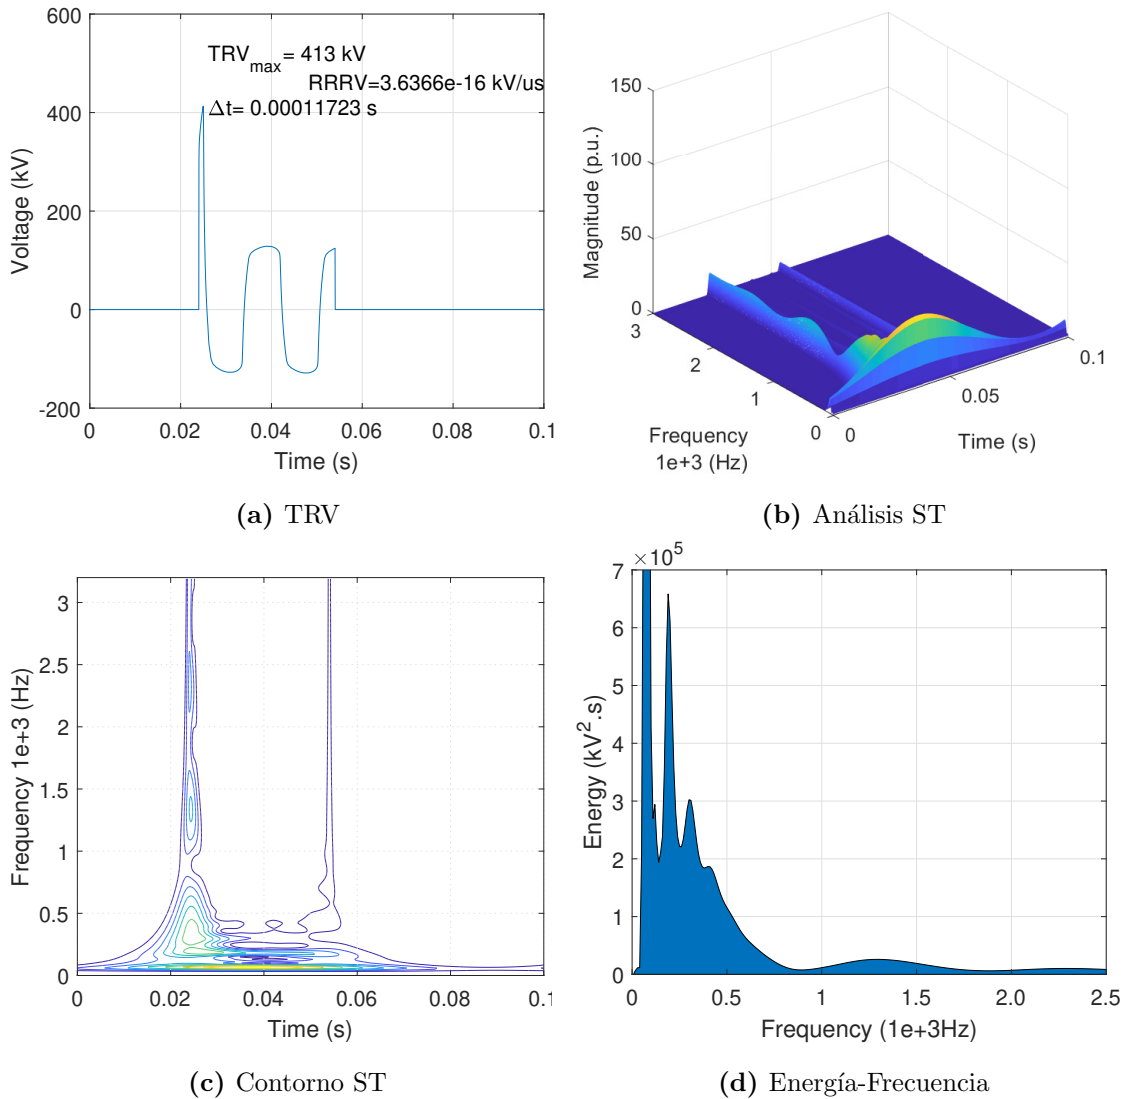 600
400
200
0
-200
Voltage (kV)
TRVmax= 413 kV
RRRV=3.6366e-16 kV/us
Δt= 0.00011723 s
0 0.02 0.04 0.06 0.08 0.1
Time (s)
(a) TRV
150
100
50
0
Magnitude (p.u.)
3
2
1
0
Frequency
1e+3 (Hz)
0
0.05
0.1
Time (s)
(b) Análisis ST
3
2.5
2
1.5
1
0.5
0
Frequency 1e+3 (Hz)
0 0.02 0.04 0.06 0.08 0.1
Time (s)
(c) Contorno ST
×10⁵
7
6
5
4
3
2
1
0
Energy (kV².s)
0 0.5 1 1.5 2.0 2.5
Frequency (1e+3Hz)
(d) Energía-Frecuencia